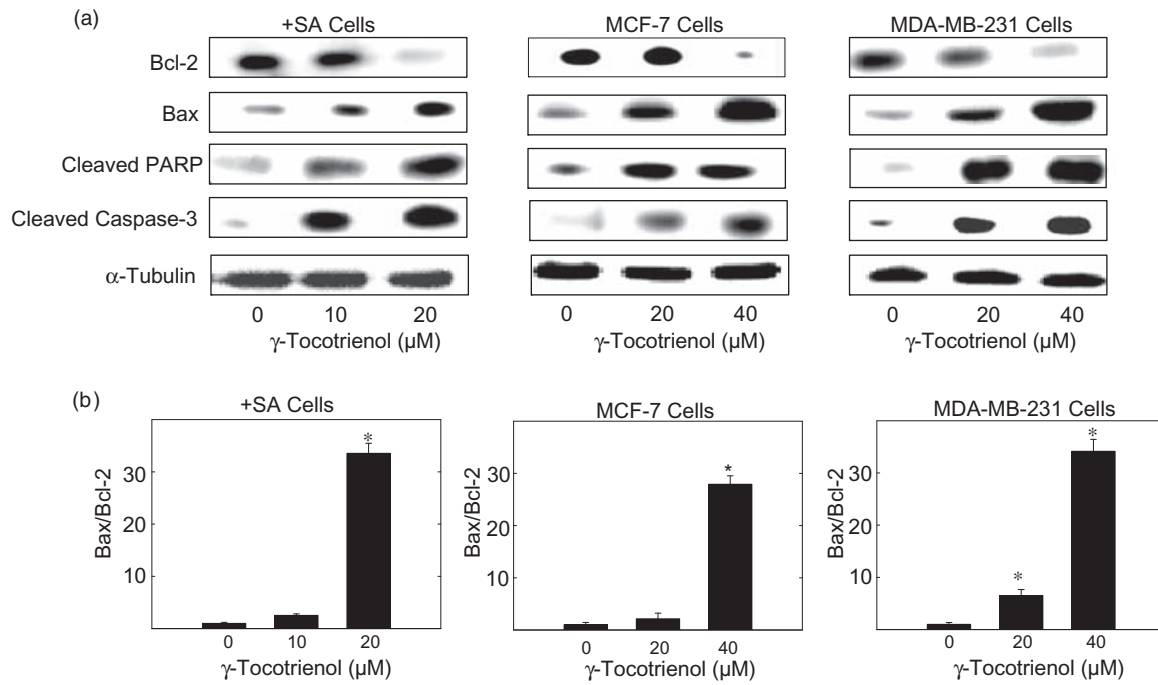 (a)
+SA Cells MCF-7 Cells MDA-MB-231 Cells
Bcl-2
Bax
Cleaved PARP
Cleaved Caspase-3
α-Tubulin
0 10 20 0 20 40 0 20 40
γ-Tocotrienol (μM) γ-Tocotrienol (μM) γ-Tocotrienol (μM)
(b)
+SA Cells
Bax/Bcl-2
30
20
10
*
0 10 20
γ-Tocotrienol (μM)
MCF-7 Cells
Bax/Bcl-2
30
20
10
*
0 20 40
γ-Tocotrienol (μM)
MDA-MB-231 Cells
Bax/Bcl-2
30
20
10
* *
0 20 40
γ-Tocotrienol (μM)